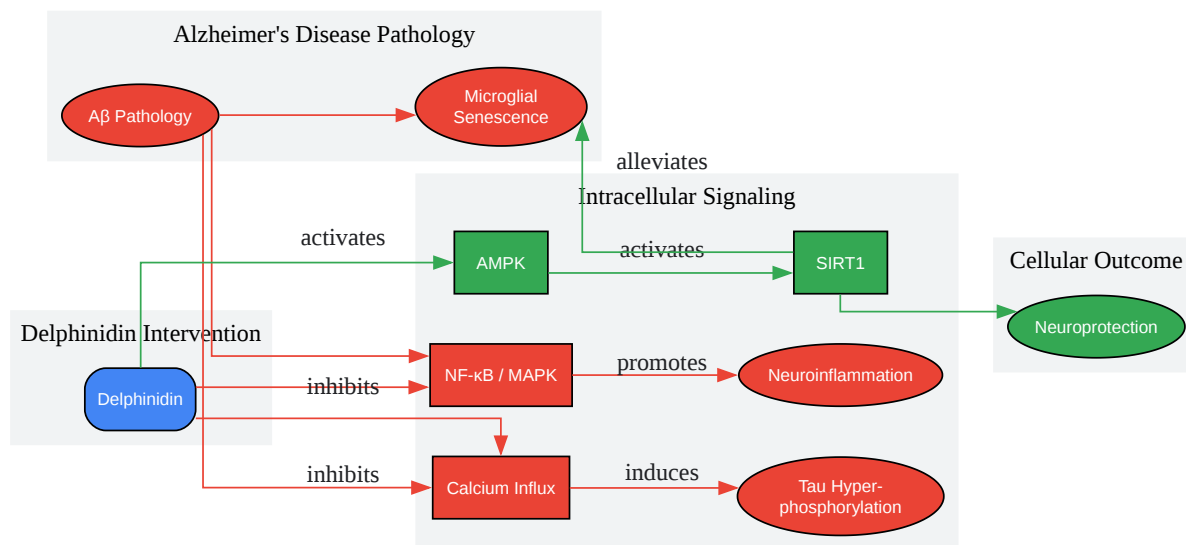 Alzheimer's Disease Pathology
Aβ Pathology
Microglial
Senescence
alleviates
Intracellular Signaling
activates
AMPK
activates
SIRT1
Cellular Outcome
Neuroprotection
Delphinidin Intervention
Delphinidin
inhibits
NF-κB / MAPK
promotes
Neuroinflammation
inhibits
Calcium Influx
induces
Tau Hyper-
phosphorylation